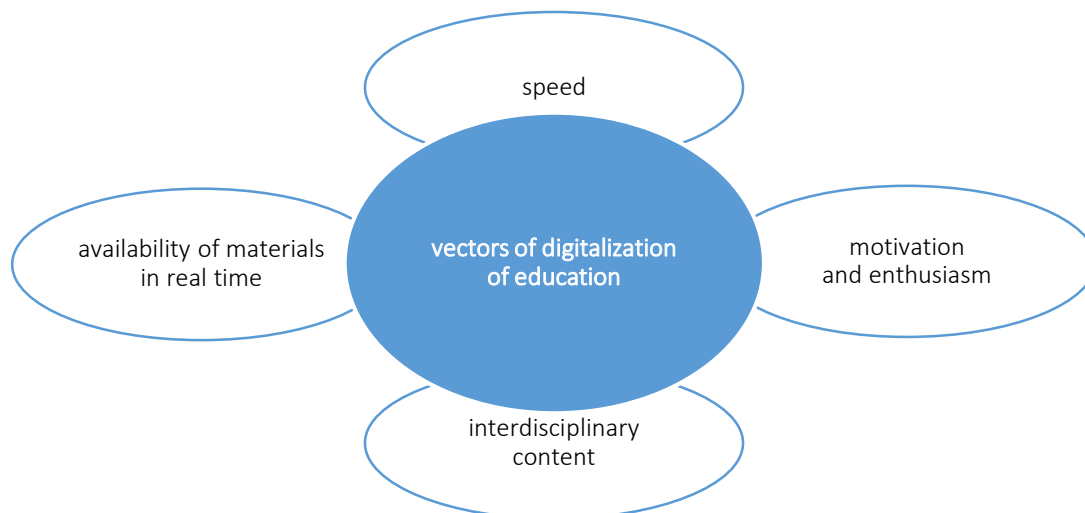 speed
availability of materials
in real time
vectors of digitalization
of education
motivation
and enthusiasm
interdisciplinary
content